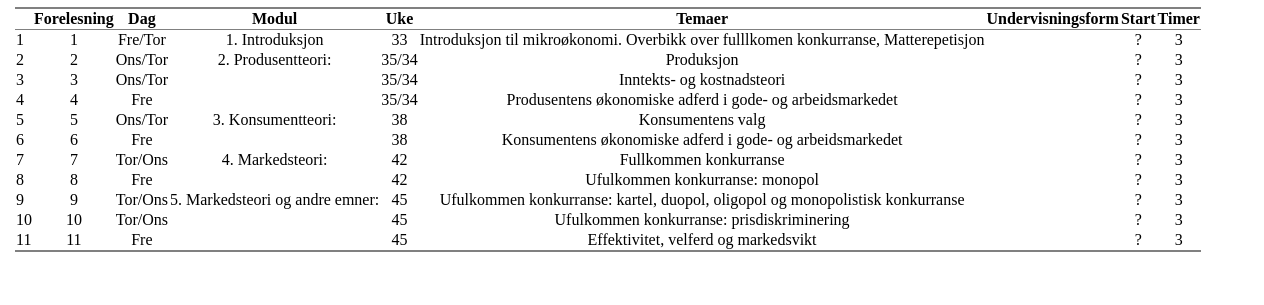 Forelesning Dag Modul Uke Temaer Undervisningsform Start Timer
1 1 Fre/Tor 1. Introduksjon 33 Introduksjon til mikroøkonomi. Overbikk over fulllkomen konkurranse, Matterepetisjon ? 3
2 2 Ons/Tor 2. Produsentteori: 35/34 Produksjon ? 3
3 3 Ons/Tor 35/34 Inntekts- og kostnadsteori ? 3
4 4 Fre 35/34 Produsentens økonomiske adferd i gode- og arbeidsmarkedet ? 3
5 5 Ons/Tor 3. Konsumentteori: 38 Konsumentens valg ? 3
6 6 Fre 38 Konsumentens økonomiske adferd i gode- og arbeidsmarkedet ? 3
7 7 Tor/Ons 4. Markedsteori: 42 Fullkommen konkurranse ? 3
8 8 Fre 42 Ufulkommen konkurranse: monopol ? 3
9 9 Tor/Ons 5. Markedsteori og andre emner: 45 Ufulkommen konkurranse: kartel, duopol, oligopol og monopolistisk konkurranse ? 3
10 10 Tor/Ons 45 Ufulkommen konkurranse: prisdiskriminering ? 3
11 11 Fre 45 Effektivitet, velferd og markedsvikt ? 3